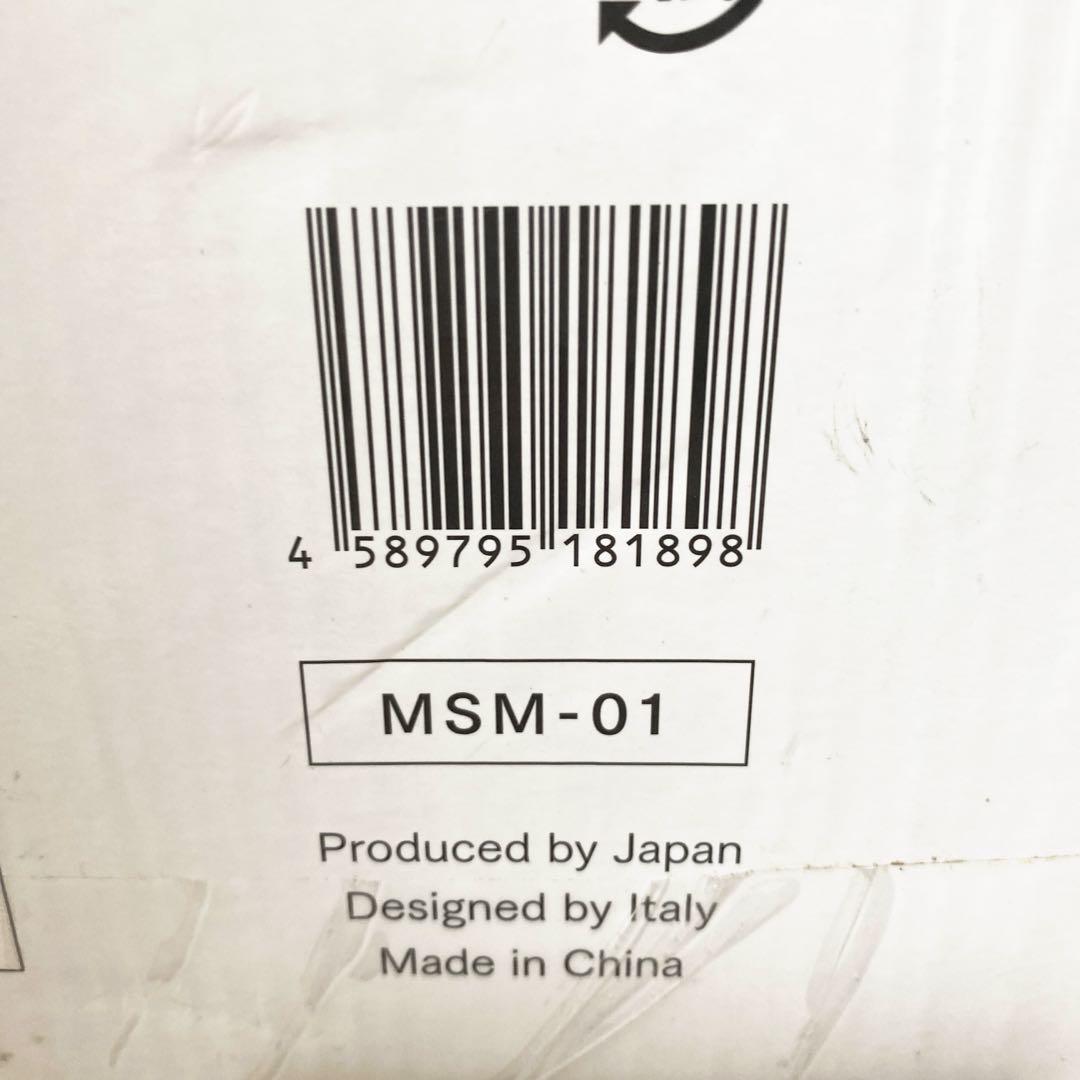 4 589795 181898
MSM-01
Produced by Japan
Designed by Italy
Made in China